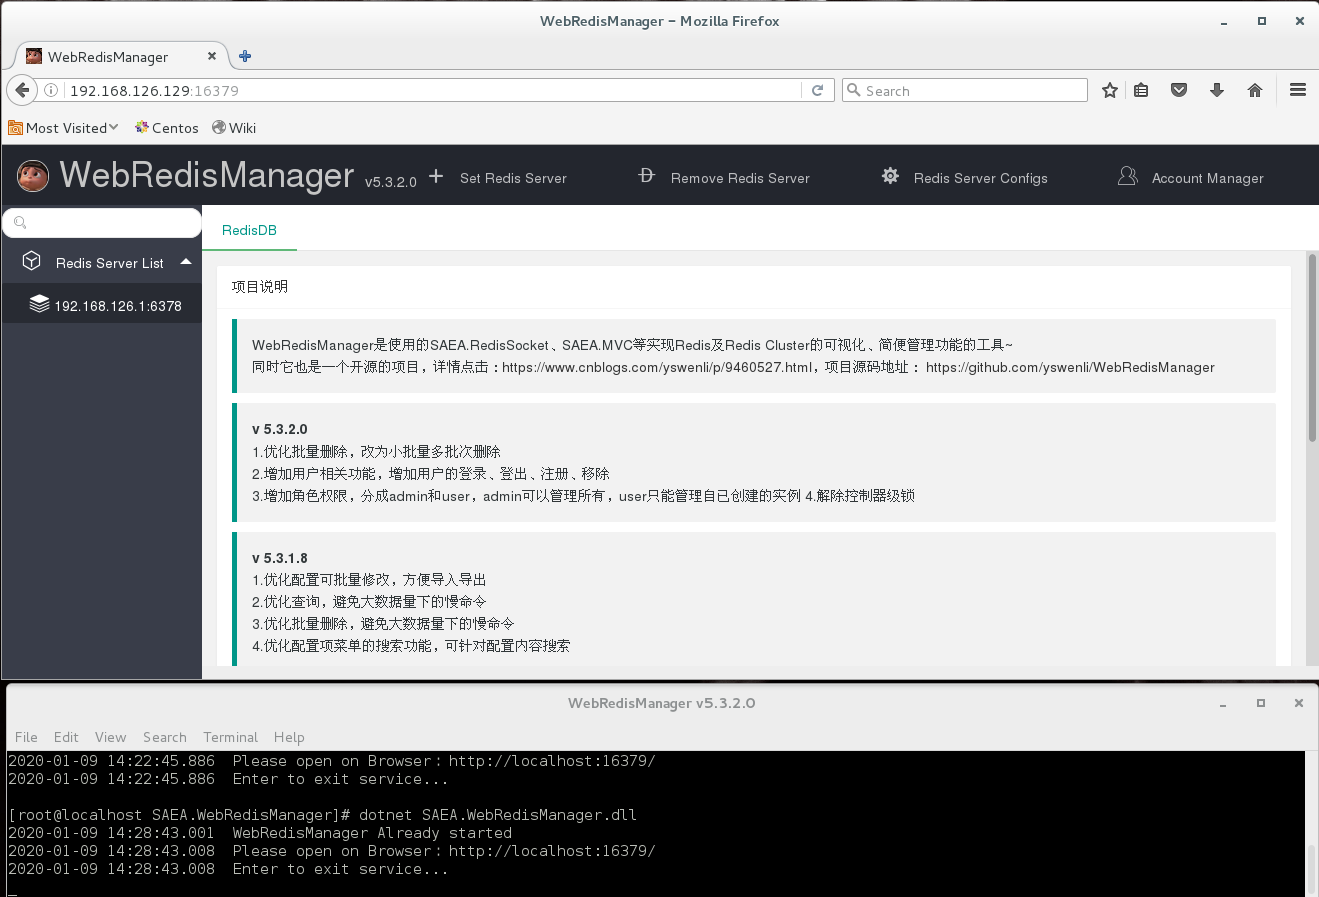 WebRedisManager - Mozilla Firefox
WebRedisManager
192.168.126.129:16379
Search
Most Visited
Centos
Wiki
WebRedisManager v5.3.2.0
Set Redis Server
Remove Redis Server
Redis Server Configs
Account Manager
Redis Server List
192.168.126.1:6378
RedisDB
项目说明
WebRedisManager是使用的SAEA.RedisSocket、SAEA.MVC等实现Redis及Redis Cluster的可视化、简便管理功能的工具~
同时它也是一个开源的项目，详情点击：https://www.cnblogs.com/yswenli/p/9460527.html，项目源码地址： https://github.com/yswenli/WebRedisManager
v 5.3.2.0
1.优化批量删除，改为小批量多批次删除
2.增加用户相关功能，增加用户的登录、登出、注册、移除
3.增加角色权限，分成admin和user，admin可以管理所有，user只能管理自已创建的实例 4.解除控制器级锁
v 5.3.1.8
1.优化配置可批量修改，方便导入导出
2.优化查询，避免大数据量下的慢命令
3.优化批量删除，避免大数据量下的慢命令
4.优化配置项菜单的搜索功能，可针对配置内容搜索
WebRedisManager v5.3.2.0
File Edit View Search Terminal Help
2020-01-09 14:22:45.886  Please open on Browser：http://localhost:16379/
2020-01-09 14:22:45.886  Enter to exit service...
[root@localhost SAEA.WebRedisManager]# dotnet SAEA.WebRedisManager.dll
2020-01-09 14:28:43.001  WebRedisManager Already started
2020-01-09 14:28:43.008  Please open on Browser：http://localhost:16379/
2020-01-09 14:28:43.008  Enter to exit service...